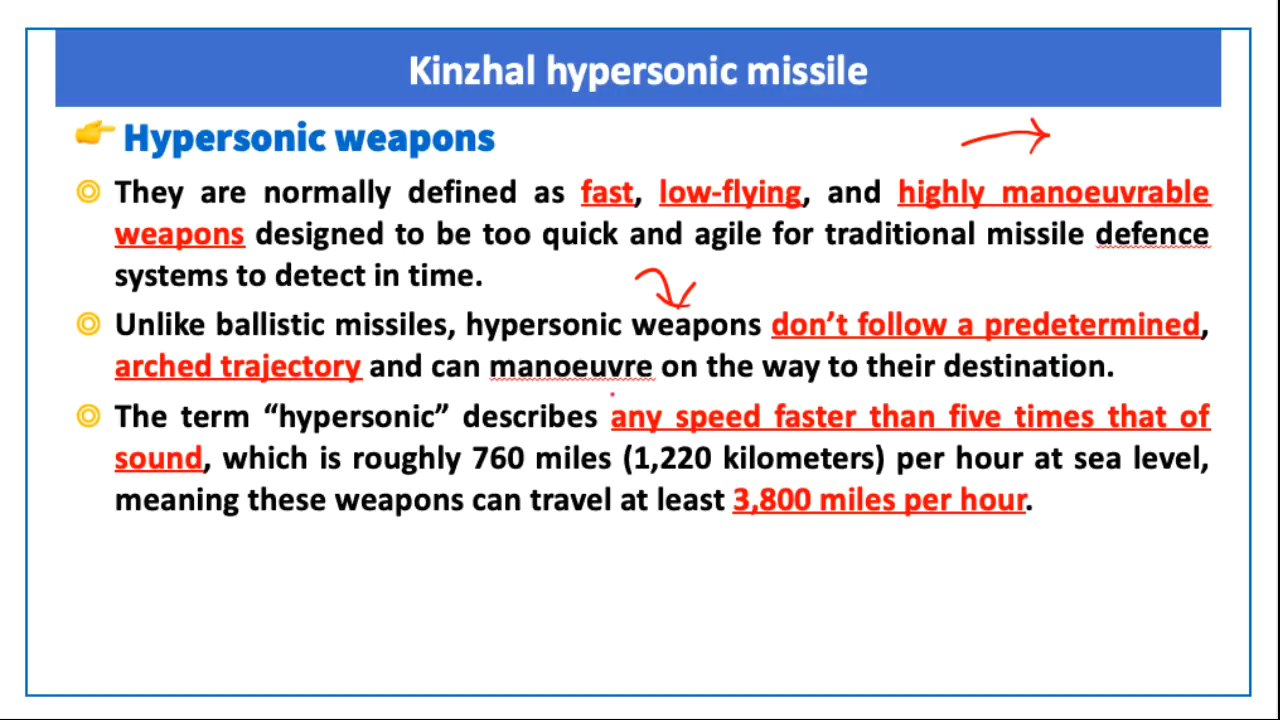 Kinzhal hypersonic missile
Hypersonic weapons
They are normally defined as fast, low-flying, and highly manoeuvrable
weapons designed to be too quick and agile for traditional missile defence
systems to detect in time.
Unlike ballistic missiles, hypersonic weapons don’t follow a predetermined,
arched trajectory and can manoeuvre on the way to their destination.
The term “hypersonic” describes any speed faster than five times that of
sound, which is roughly 760 miles (1,220 kilometers) per hour at sea level,
meaning these weapons can travel at least 3,800 miles per hour.